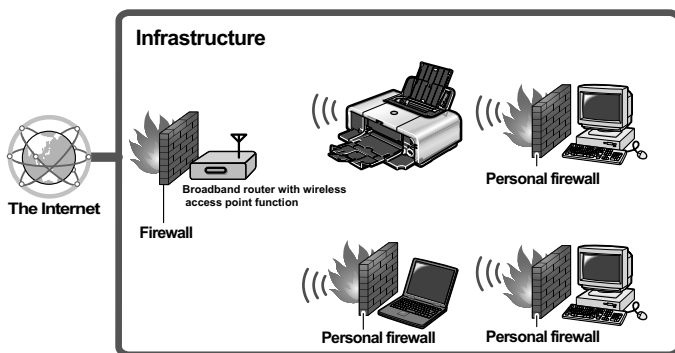 Infrastructure
The Internet
Broadband router with wireless
access point function
Firewall
Personal firewall
Personal firewall
Personal firewall